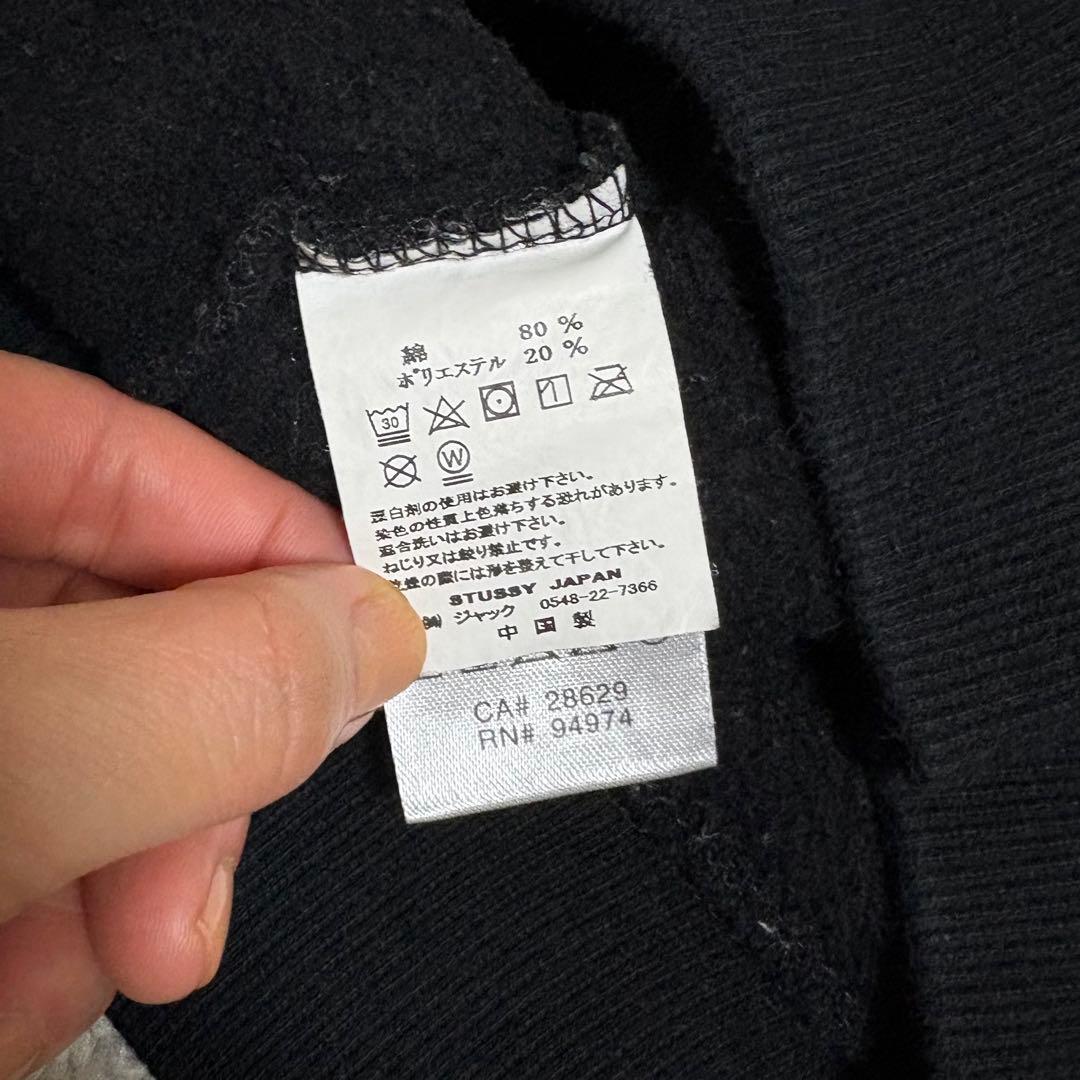 綿 80 %
ポリエステル 20 %
30
W
白剤の使用はお避け下さい。
染色の性質上色落ちする恐れがあります。
混合洗いはお避け下さい。
ねじり又は絞り禁止です。
燥の際には形を整えて干して下さい。
STUSSY JAPAN
ジャック 0548-22-7366
中国製
CA# 28629
RN# 94974